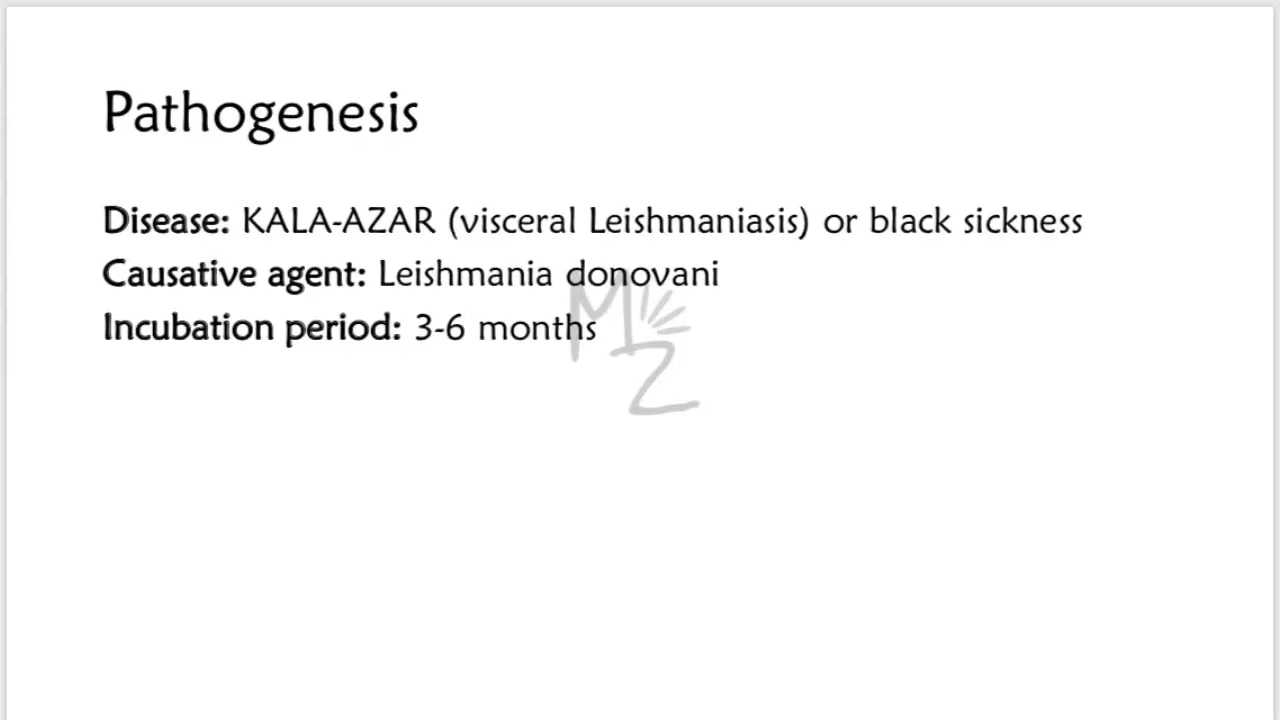 Pathogenesis
Disease: KALA-AZAR (visceral Leishmaniasis) or black sickness
Causative agent: Leishmania donovani
Incubation period: 3-6 months
M
Z